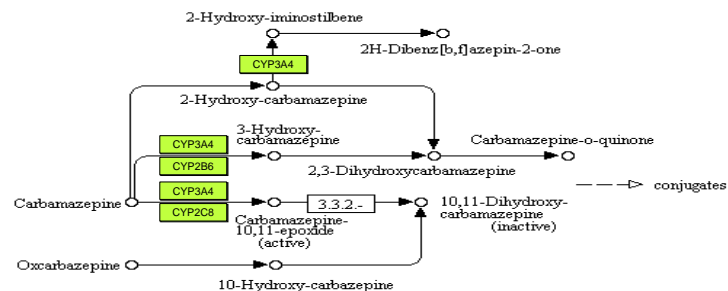 2-Hydroxy-iminostilbene
2H-Dibenz[b,f]azepin-2-one
CYP3A4
2-Hydroxy-carbamazepine
3-Hydroxy-
carbamazepine
CYP3A4
CYP2B6
Carbamazepine-o-quinone
2,3-Dihydroxycarbamazepine
conjugates
CYP3A4
CYP2C8
Carbamazepine
Carbamazepine-
10,11-epoxide
(active)
3.3.2.-
10,11-Dihydroxy-
carbamazepine
(inactive)
Oxcarbazepine
10-Hydroxy-carbazepine